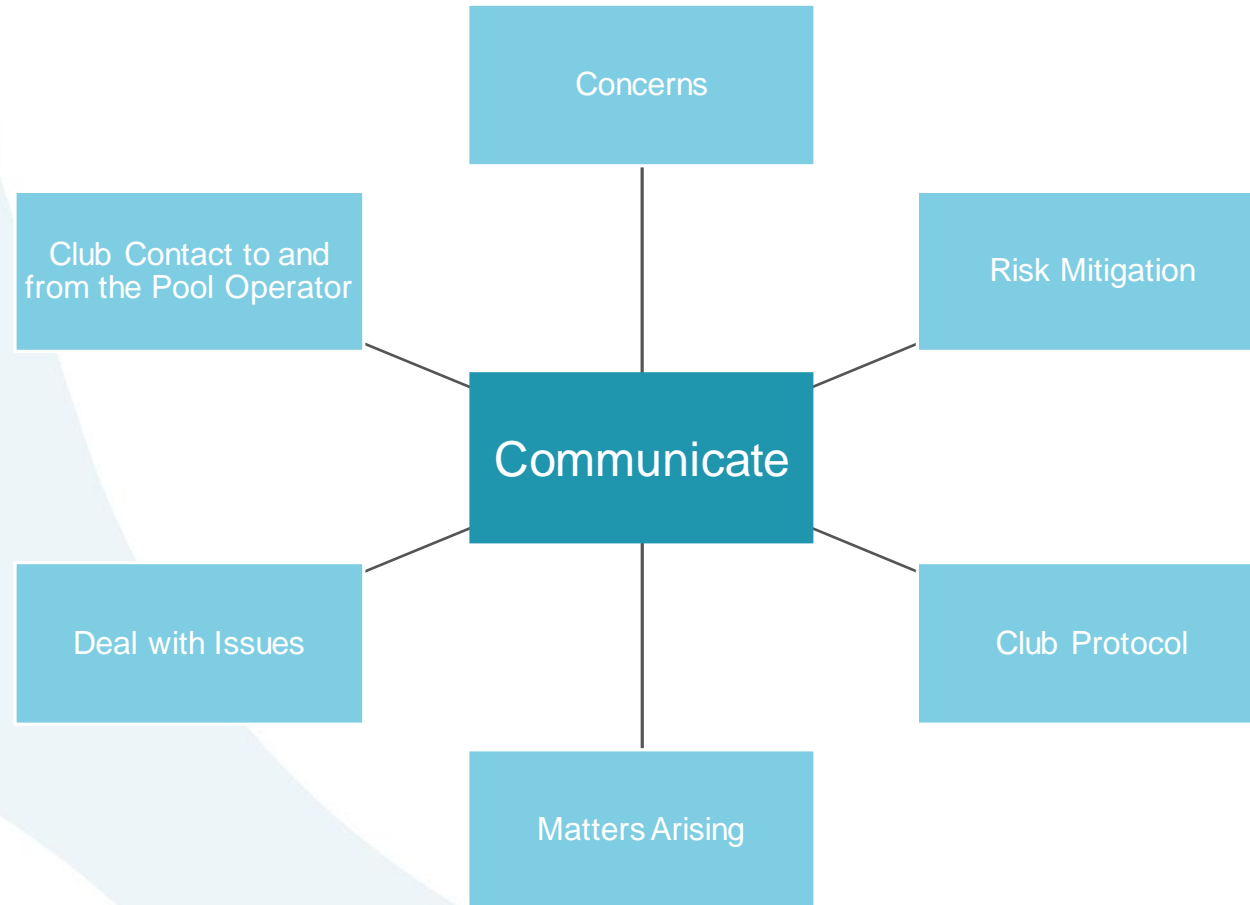 Concerns
Club Contact to and
from the Pool Operator
Risk Mitigation
Communicate
Deal with Issues
Club Protocol
Matters Arising